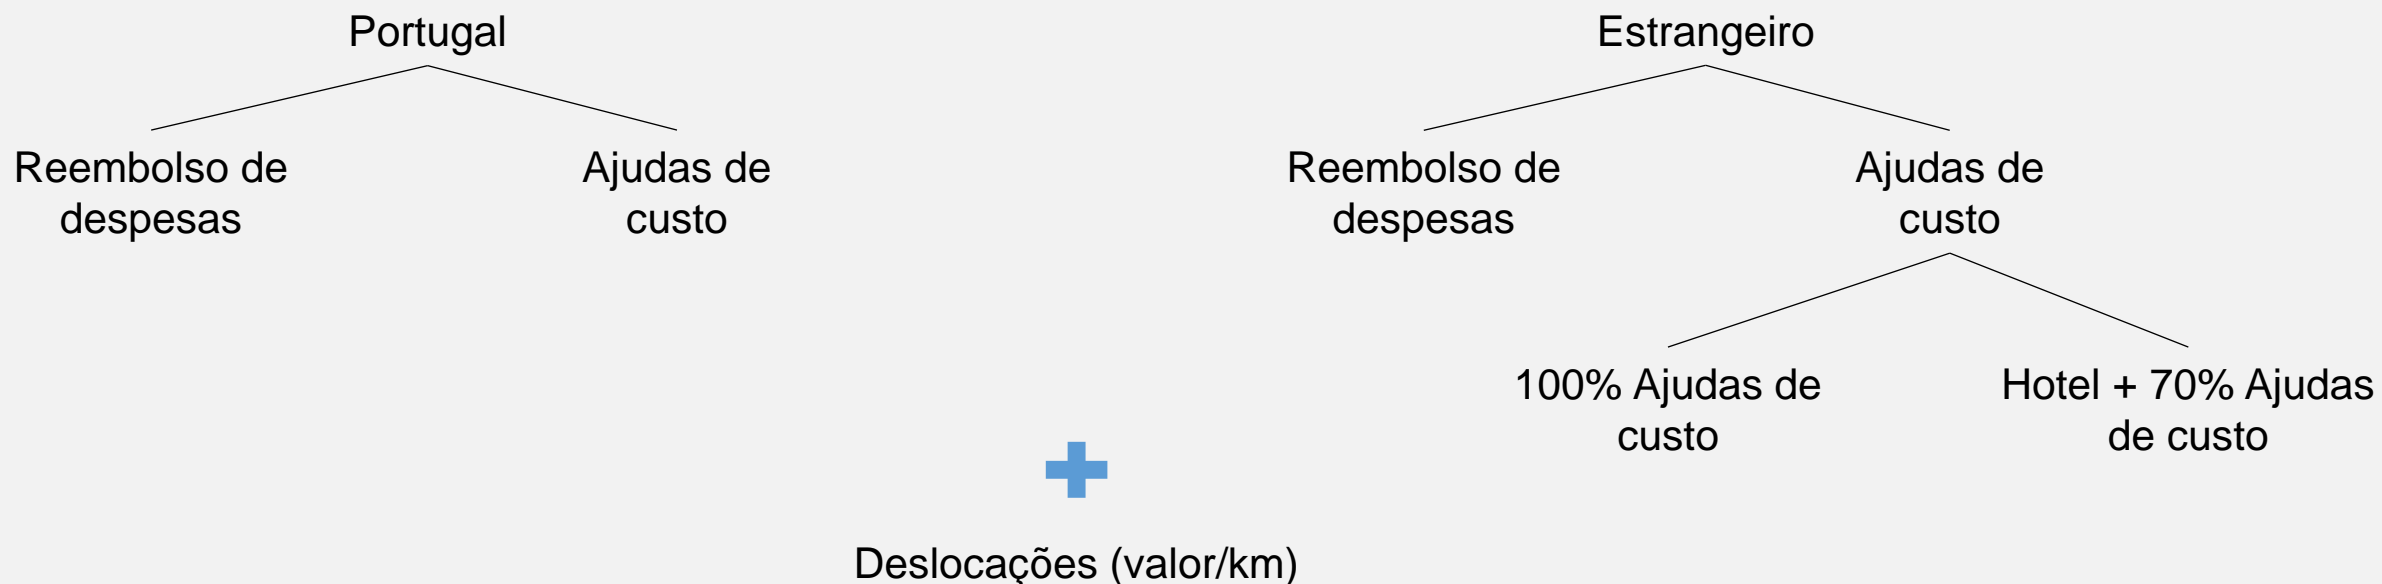 Portugal
Reembolso de
despesas
Ajudas de
custo
Estrangeiro
Reembolso de
despesas
Ajudas de
custo
100% Ajudas de
custo
Hotel + 70% Ajudas
de custo
Deslocações (valor/km)